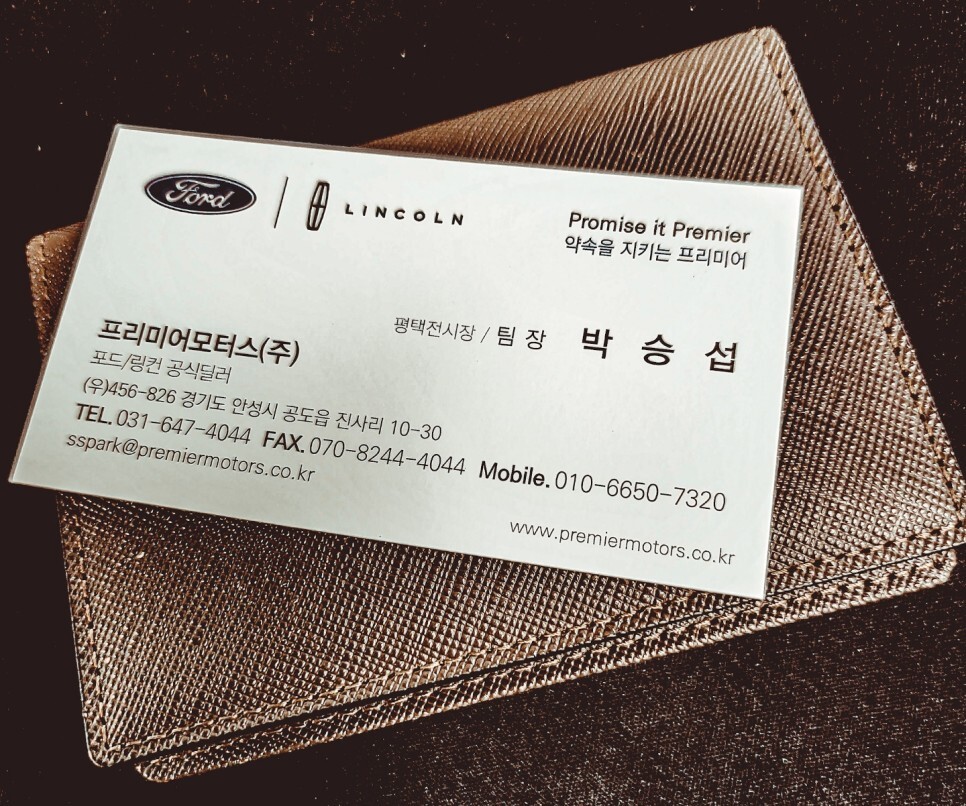 Ford | LINCOLN
Promise it Premier
약속을 지키는 프리미어
평택전시장 / 팀 장 박 승 섭
프리미어모터스(주)
포드/링컨 공식딜러
(우)456-826 경기도 안성시 공도읍 진사리 10-30
TEL. 031-647-4044 FAX. 070-8244-4044 Mobile. 010-6650-7320
sspark@premiermotors.co.kr
www.premiermotors.co.kr